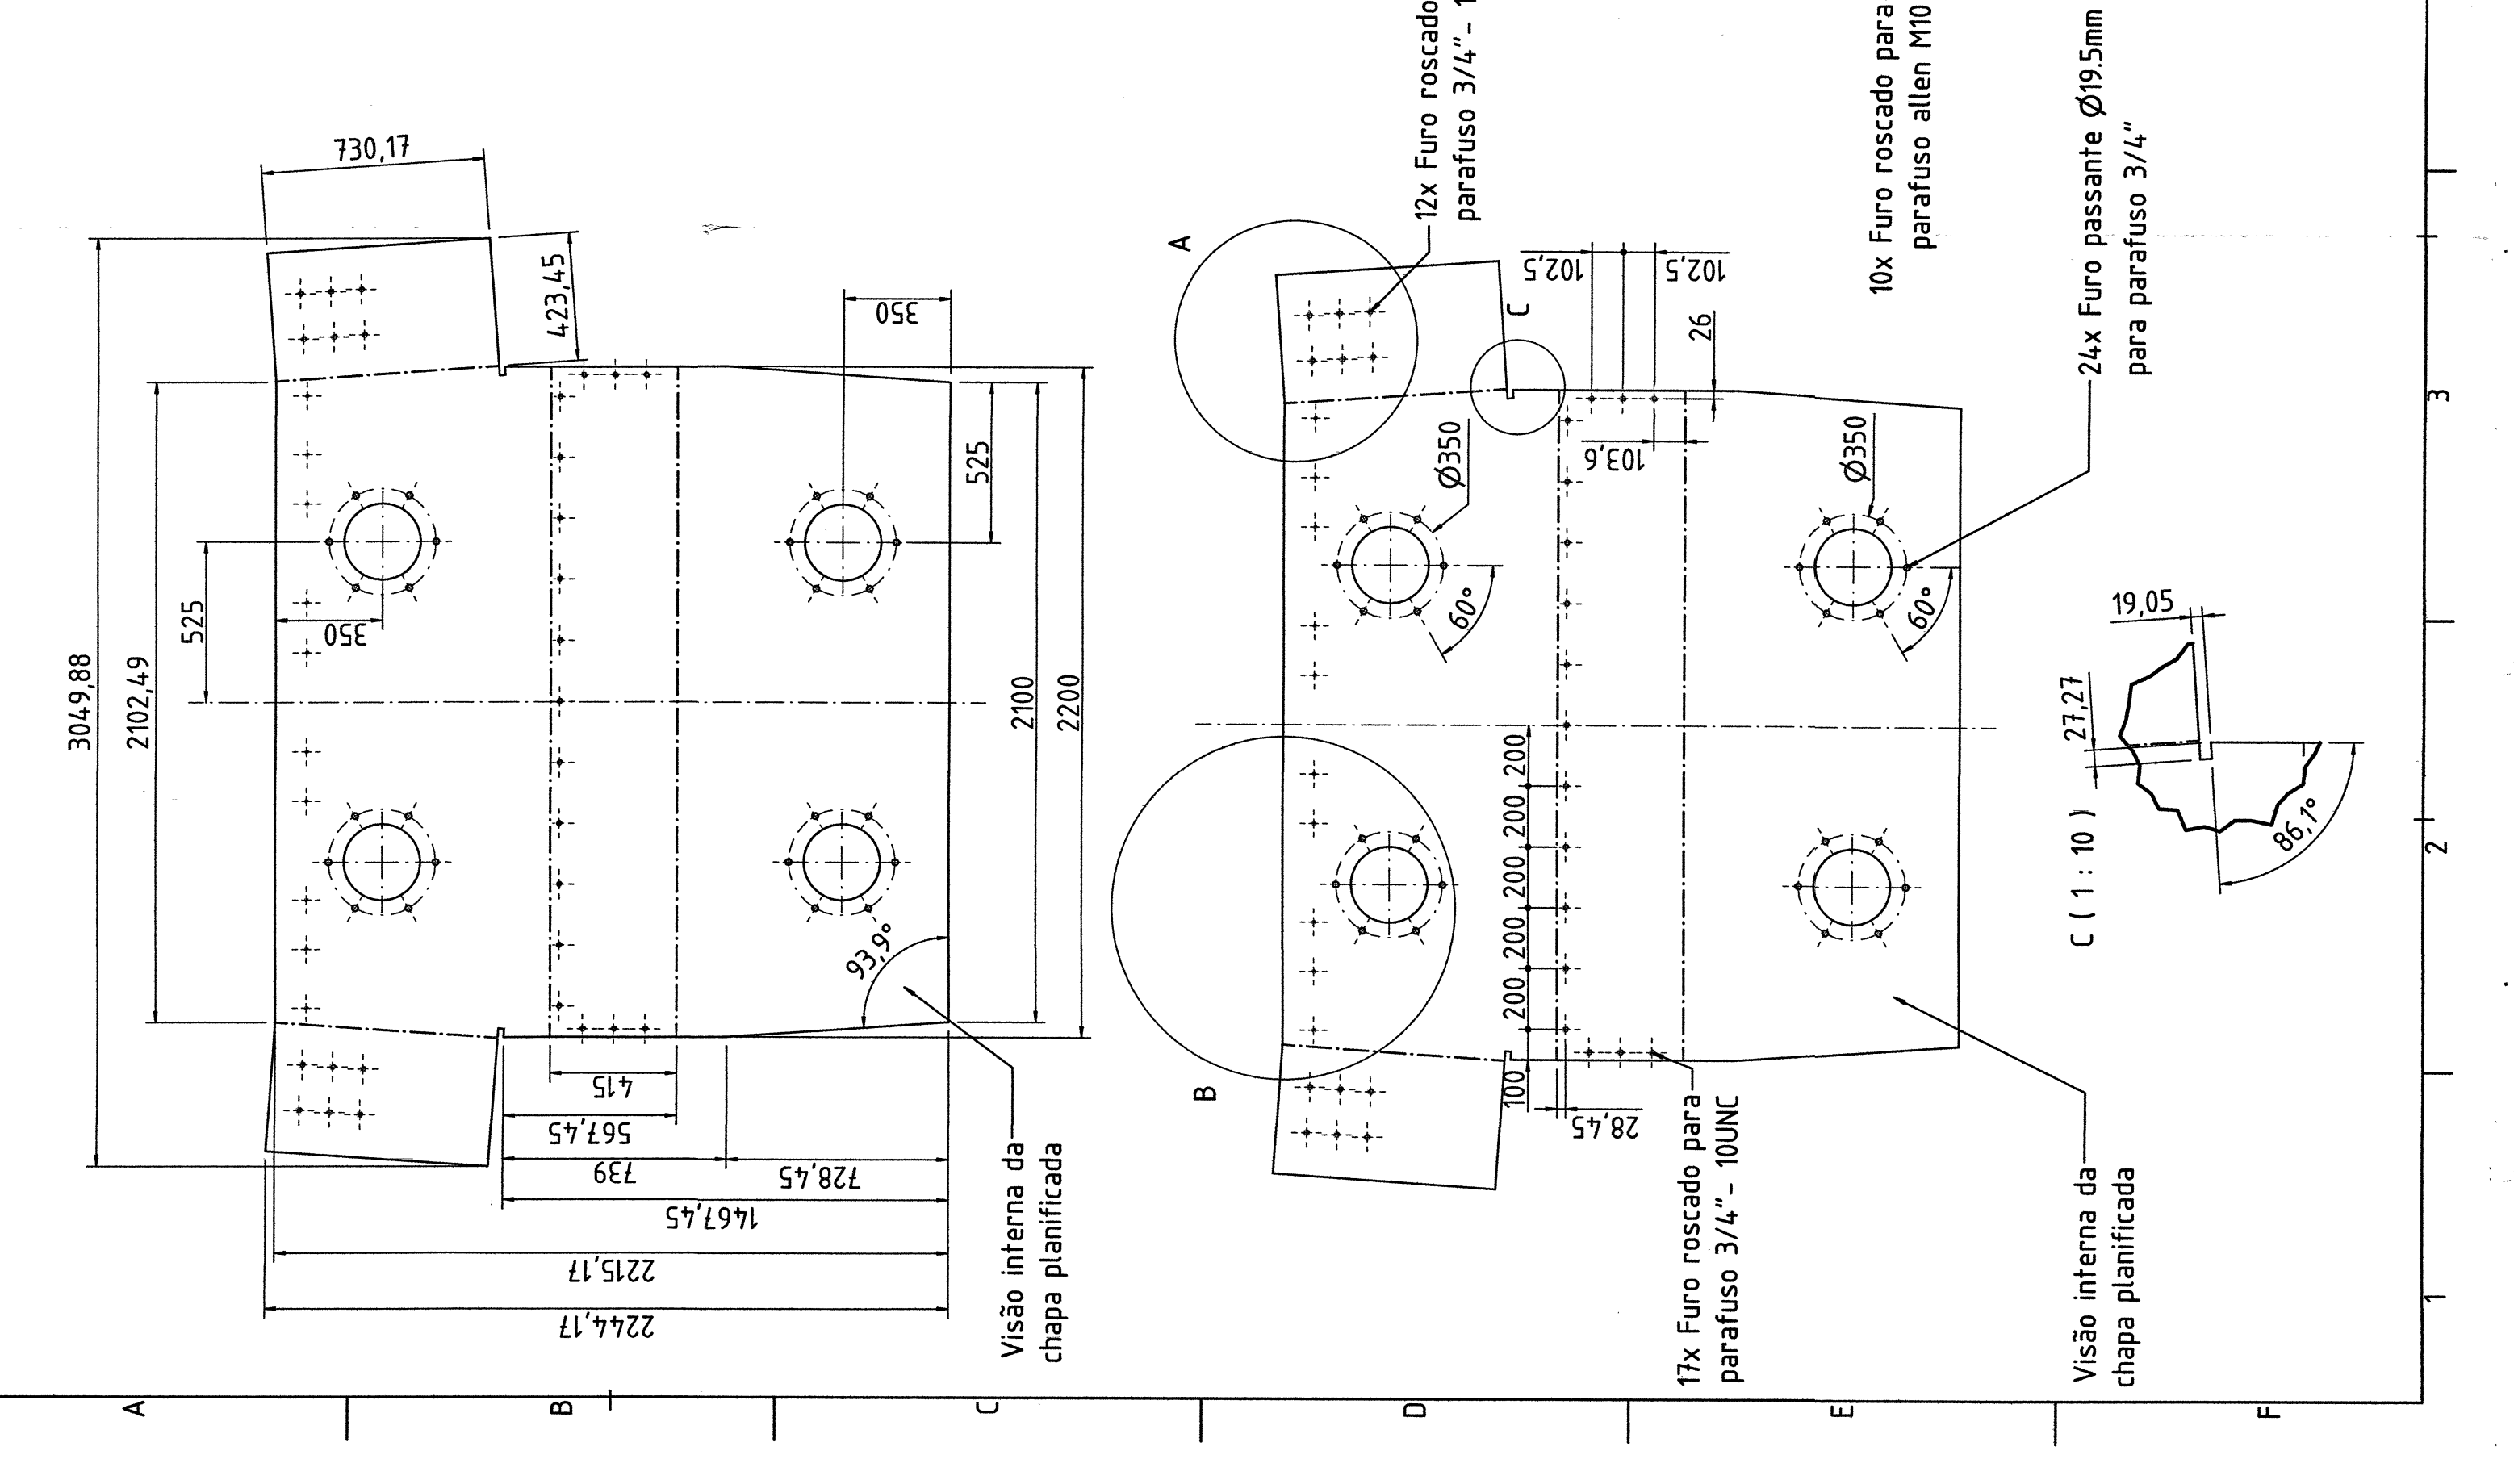 3049,88
2102,49
525
350
730,17
423,45
350
525
2100
2200
93,9°
415
567,45
739
728,45
1467,45
2215,17
2244,17
Visão interna da
chapa planificada
A
B
C
12x Furo roscado
parafuso 3/4"- 1
10x Furo roscado para
parafuso allen M10
24x Furo passante Ø19.5mm
para parafuso 3/4"
102,5
102,5
26
103,6
Ø350
Ø350
60°
60°
200
200
200
200
200
100
28,45
17x Furo roscado para
parafuso 3/4"- 10UNC
Visão interna da
chapa planificada
C ( 1 : 10 )
27,27
19,05
86,1°
A
B
C
D
E
F
1
2
3